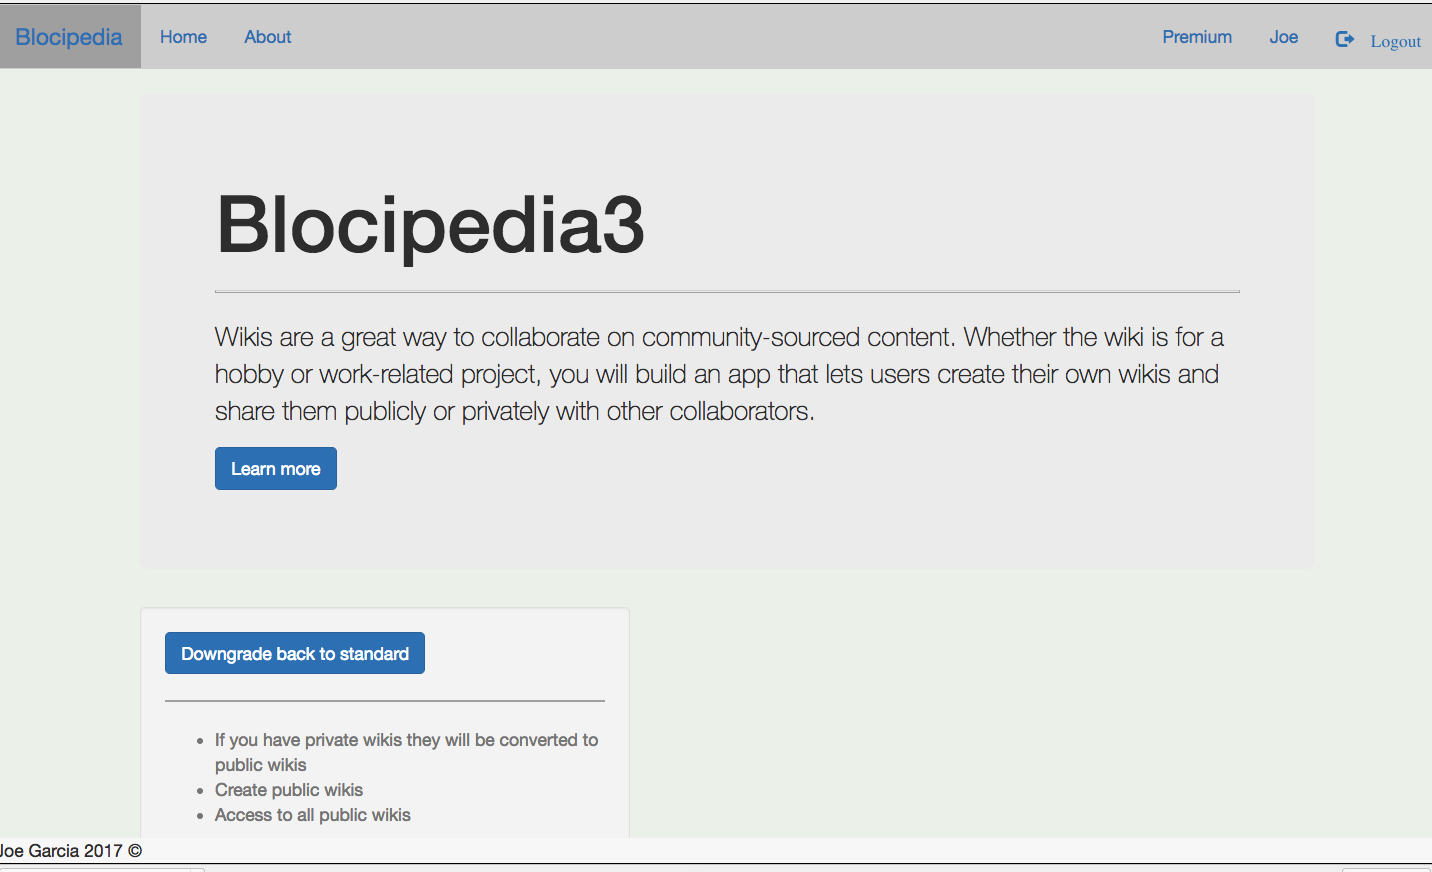 Blocipedia Home About Premium Joe Logout
Blocipedia3
Wikis are a great way to collaborate on community-sourced content. Whether the wiki is for a
hobby or work-related project, you will build an app that lets users create their own wikis and
share them publicly or privately with other collaborators.
Learn more
Downgrade back to standard
If you have private wikis they will be converted to
public wikis
Create public wikis
Access to all public wikis
Joe Garcia 2017 ©